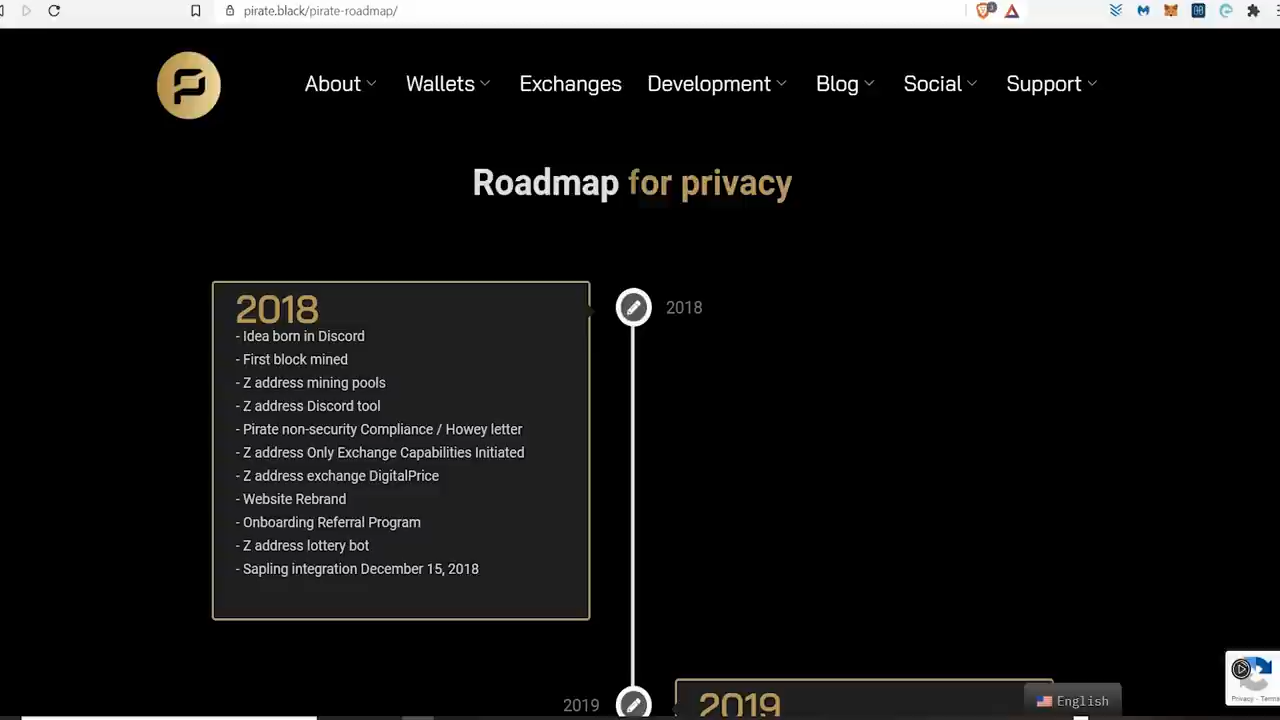 pirate.black/pirate-roadmap/
About Wallets Exchanges Development Blog Social Support
Roadmap for privacy
2018
- Idea born in Discord
- First block mined
- Z address mining pools
- Z address Discord tool
- Pirate non-security Compliance / Howey letter
- Z address Only Exchange Capabilities Initiated
- Z address exchange DigitalPrice
- Website Rebrand
- Onboarding Referral Program
- Z address lottery bot
- Sapling integration December 15, 2018
2018
2019
2019
English
Privacy - Terms